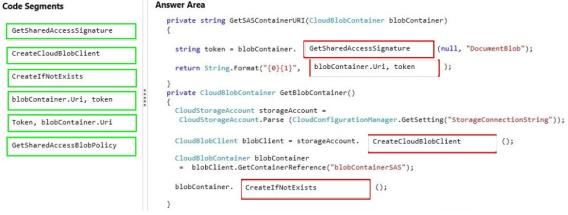 Code Segments
GetSharedAccessSignature
CreateCloudBlobClient
CreateIfNotExists
blobContainer.Uri, token
Token, blobContainer.Uri
GetSharedAccessBlobPolicy
Answer Area
private string GetSASContainerURI(CloudBlobContainer blobContainer)
{
string token = blobContainer. GetSharedAccessSignature (null, "DocumentBlob");
return String.Format("{0}{1}", blobContainer.Uri, token );
}
private CloudBlobContainer GetBlobContainer()
{
CloudStorageAccount storageAccount =
CloudStorageAccount.Parse (CloudConfigurationManager.GetSetting("StorageConnectionString"));
CloudBlobClient blobClient = storageAccount. CreateCloudBlobClient ();
CloudBlobContainer blobContainer
= blobClient.GetContainerReference("blobContainerSAS");
blobContainer. CreateIfNotExists ();
}